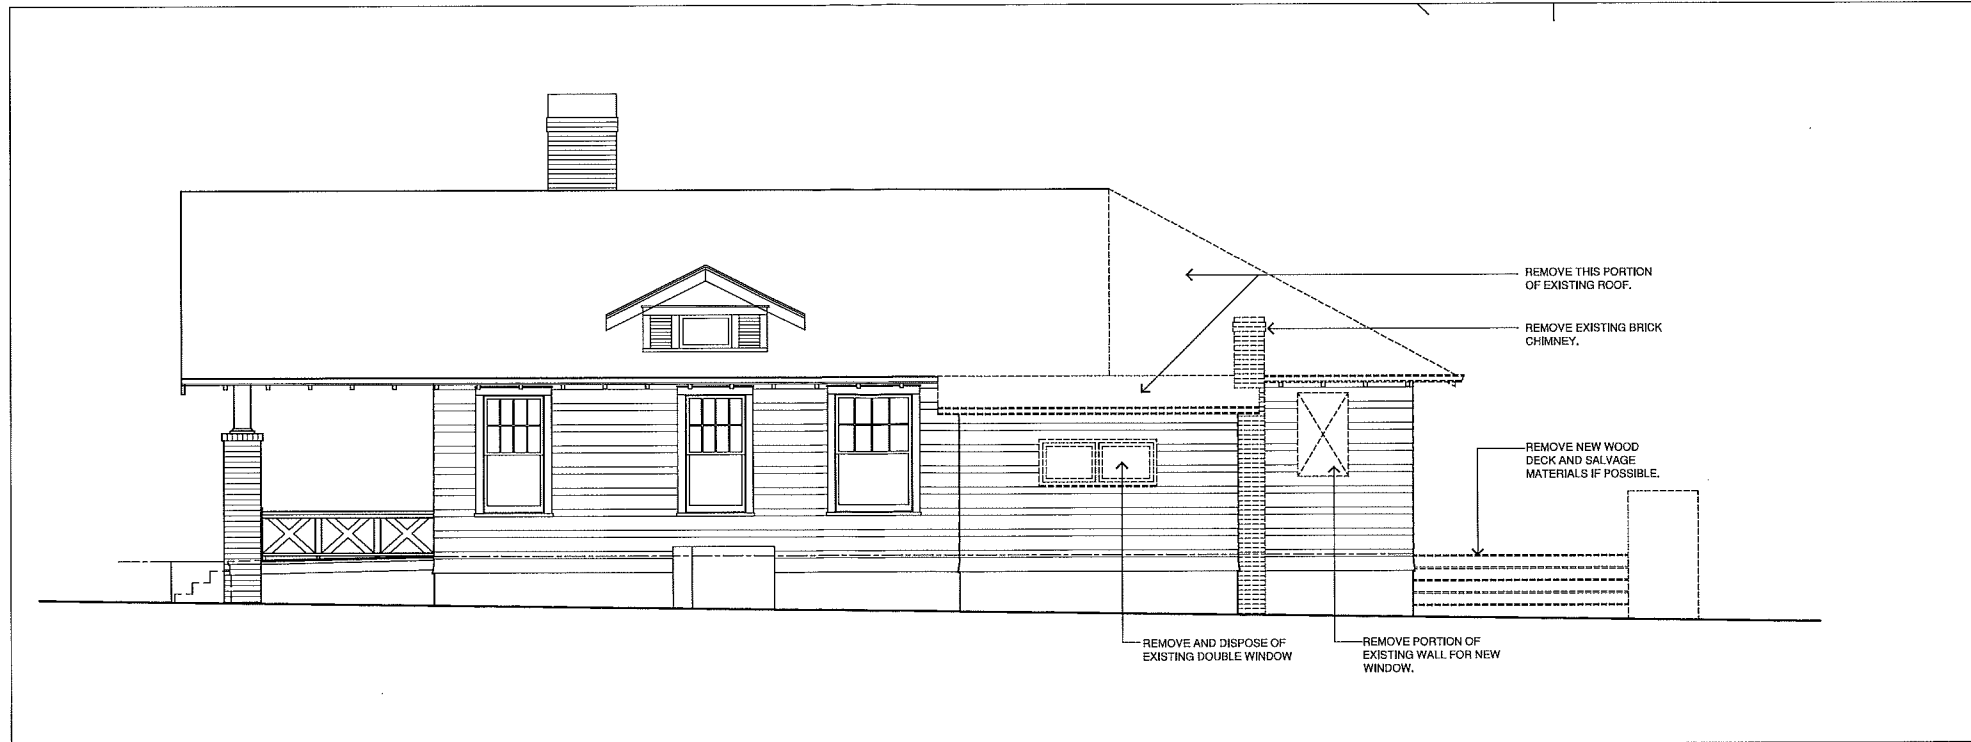 REMOVE THIS PORTION
OF EXISTING ROOF.
REMOVE EXISTING BRICK
CHIMNEY.
REMOVE NEW WOOD
DECK AND SALVAGE
MATERIALS IF POSSIBLE.
REMOVE AND DISPOSE OF
EXISTING DOUBLE WINDOW
REMOVE PORTION OF
EXISTING WALL FOR NEW
WINDOW.